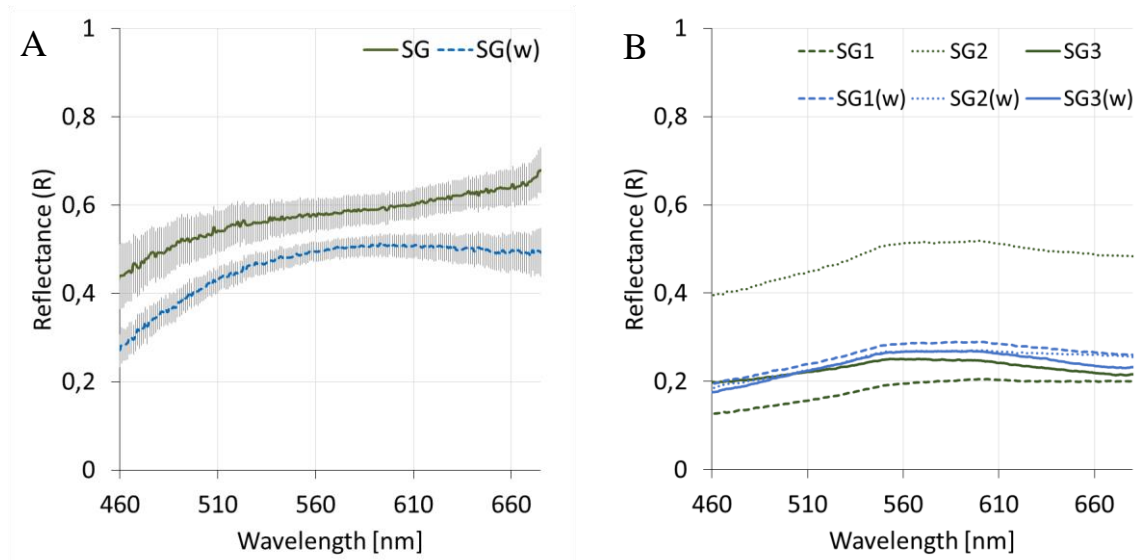 A
SG SG(w)
1
0,8
0,6
0,4
0,2
0
Reflectance (R)
460 510 560 610 660
Wavelength [nm]
B
SG1 SG2 SG3
SG1(w) SG2(w) SG3(w)
1
0,8
0,6
0,4
0,2
0
Reflectance (R)
460 510 560 610 660
Wavelength [nm]